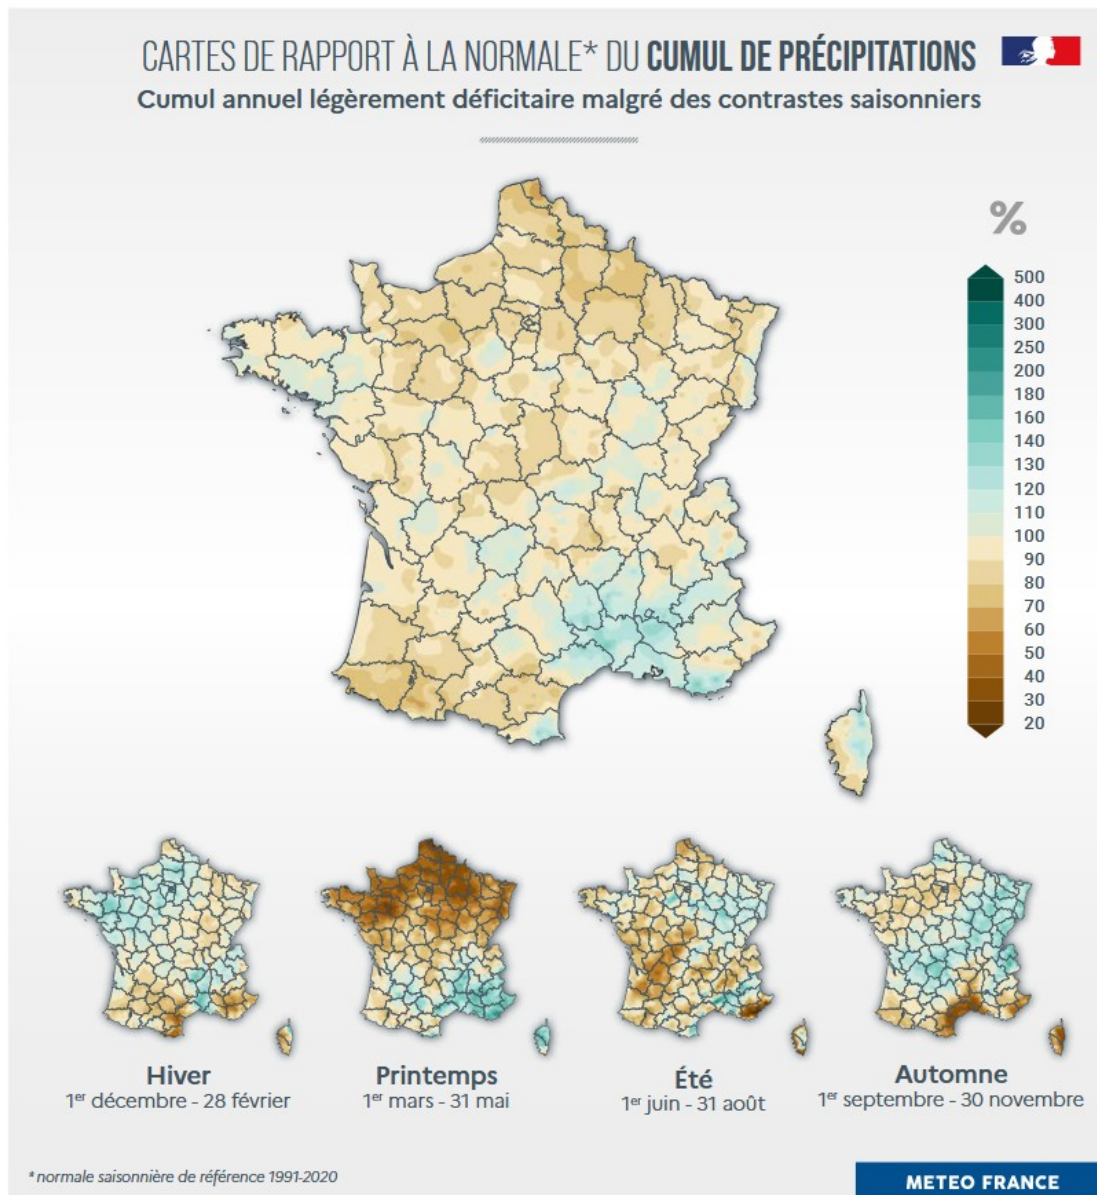 CARTES DE RAPPORT À LA NORMALE* DU CUMUL DE PRÉCIPITATIONS
Cumul annuel légèrement déficitaire malgré des contrastes saisonniers
%
500
400
300
250
200
180
160
140
130
120
110
100
90
80
70
60
50
40
30
20
Hiver
1er décembre - 28 février
Printemps
1er mars - 31 mai
Été
1er juin - 31 août
Automne
1er septembre - 30 novembre
* normale saisonnière de référence 1991-2020
METEO FRANCE